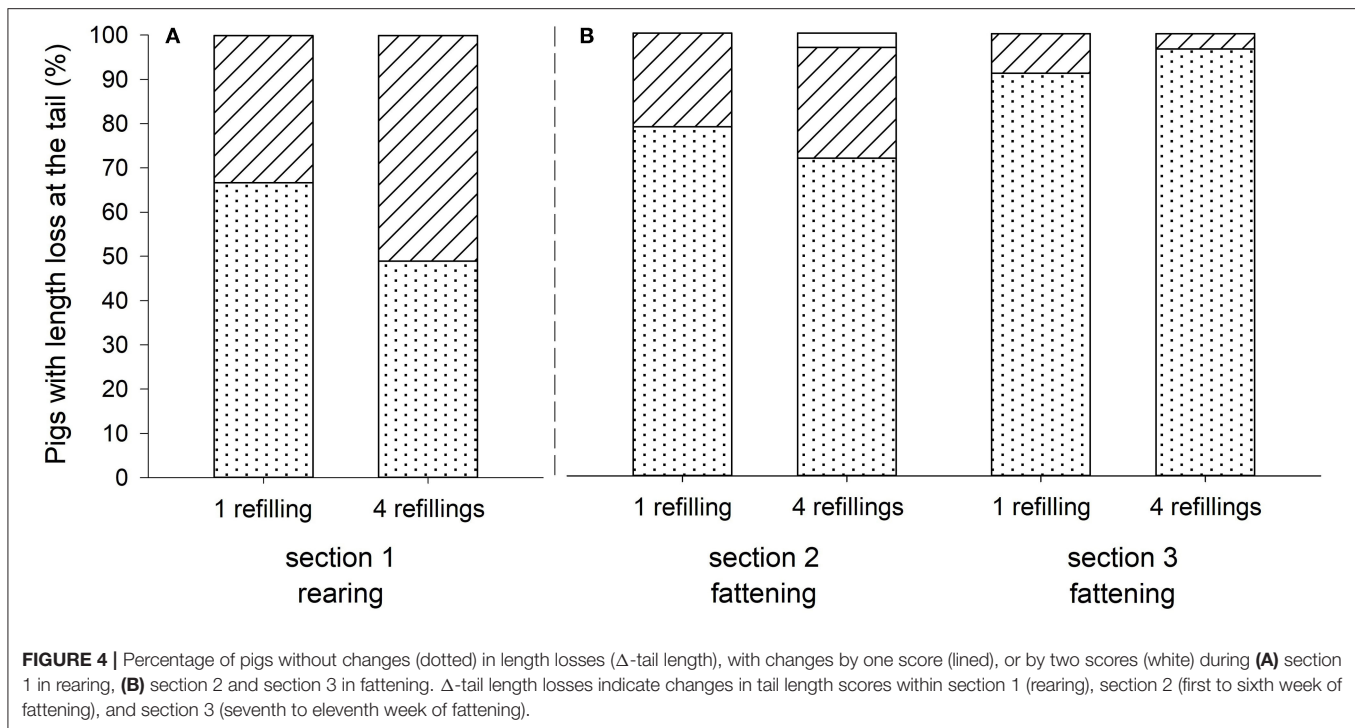 Pigs with length loss at the tail (%)
100
90
80
70
60
50
40
30
20
10
0
A
B
1 refilling
4 refillings
1 refilling
4 refillings
1 refilling
4 refillings
section 1
rearing
section 2
fattening
section 3
fattening
FIGURE 4 | Percentage of pigs without changes (dotted) in length losses (Δ-tail length), with changes by one score (lined), or by two scores (white) during (A) section
1 in rearing, (B) section 2 and section 3 in fattening. Δ-tail length losses indicate changes in tail length scores within section 1 (rearing), section 2 (first to sixth week of
fattening), and section 3 (seventh to eleventh week of fattening).